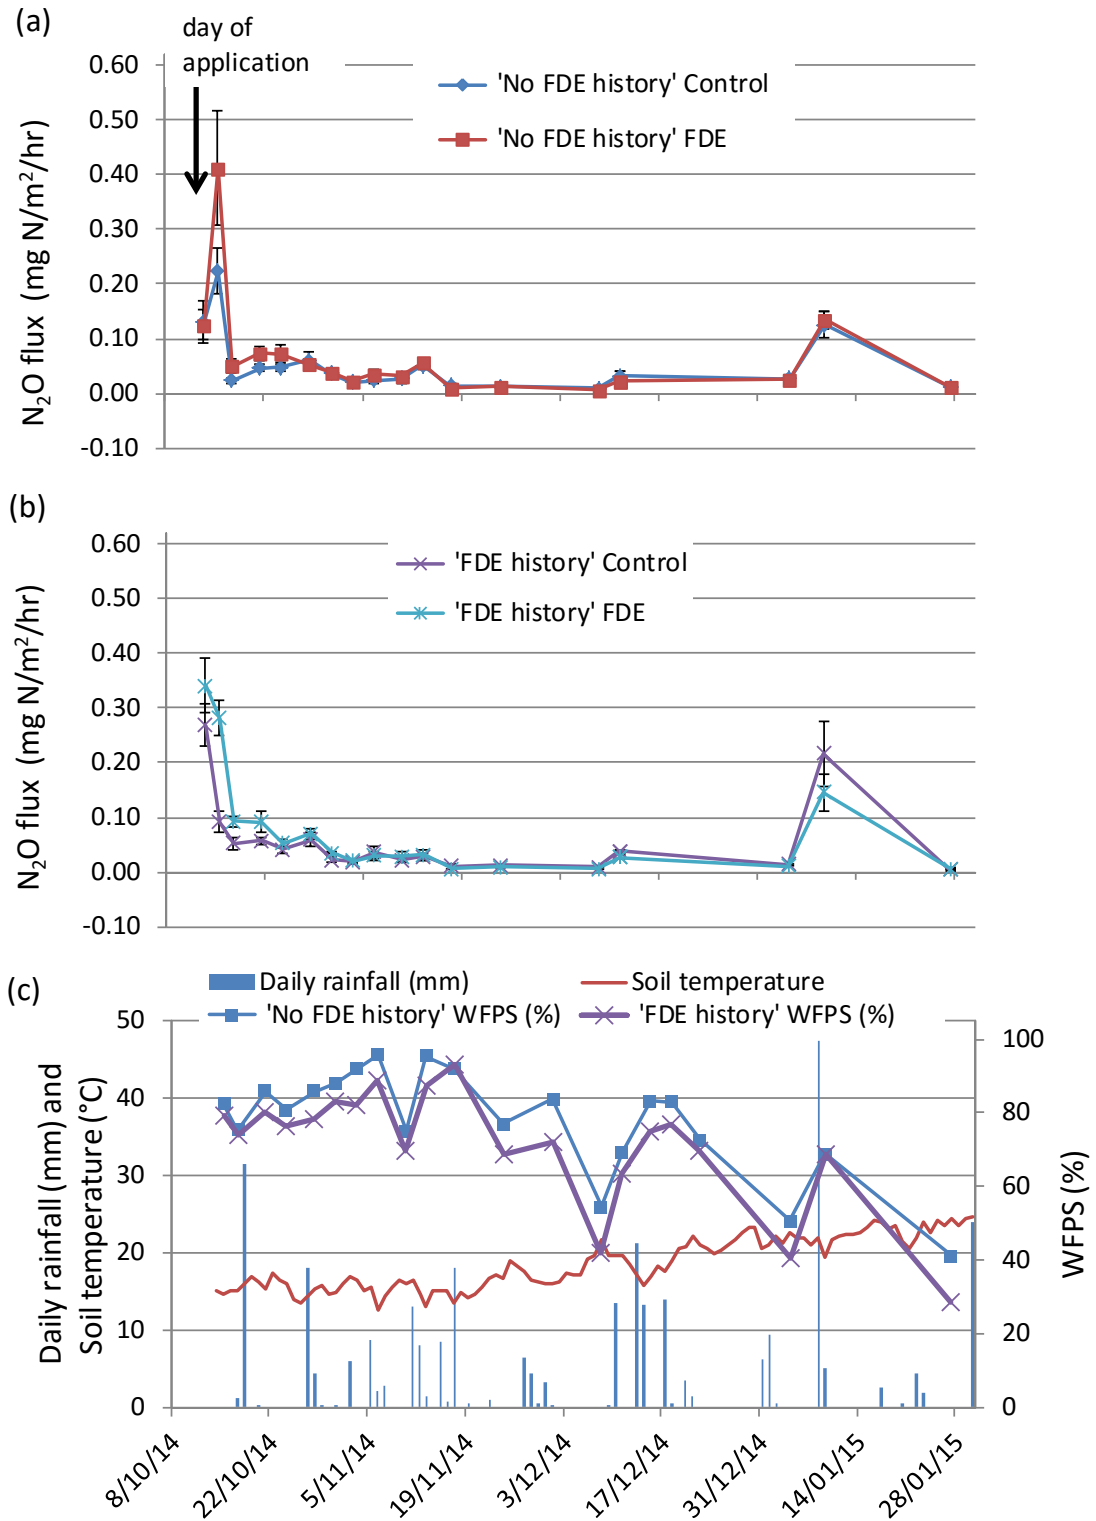 (a)
day of
application
0.60
0.50
0.40
0.30
0.20
0.10
0.00
-0.10
N₂O flux (mg N/m²/hr)
'No FDE history' Control
'No FDE history' FDE
(b)
0.60
0.50
0.40
0.30
0.20
0.10
0.00
-0.10
N₂O flux (mg N/m²/hr)
'FDE history' Control
'FDE history' FDE
(c)
Daily rainfall (mm)
Soil temperature
'No FDE history' WFPS (%)
'FDE history' WFPS (%)
50
40
30
20
10
0
Daily rainfall (mm) and
Soil temperature (°C)
100
80
60
40
20
0
WFPS (%)
8/10/14
22/10/14
5/11/14
19/11/14
3/12/14
17/12/14
31/12/14
14/01/15
28/01/15